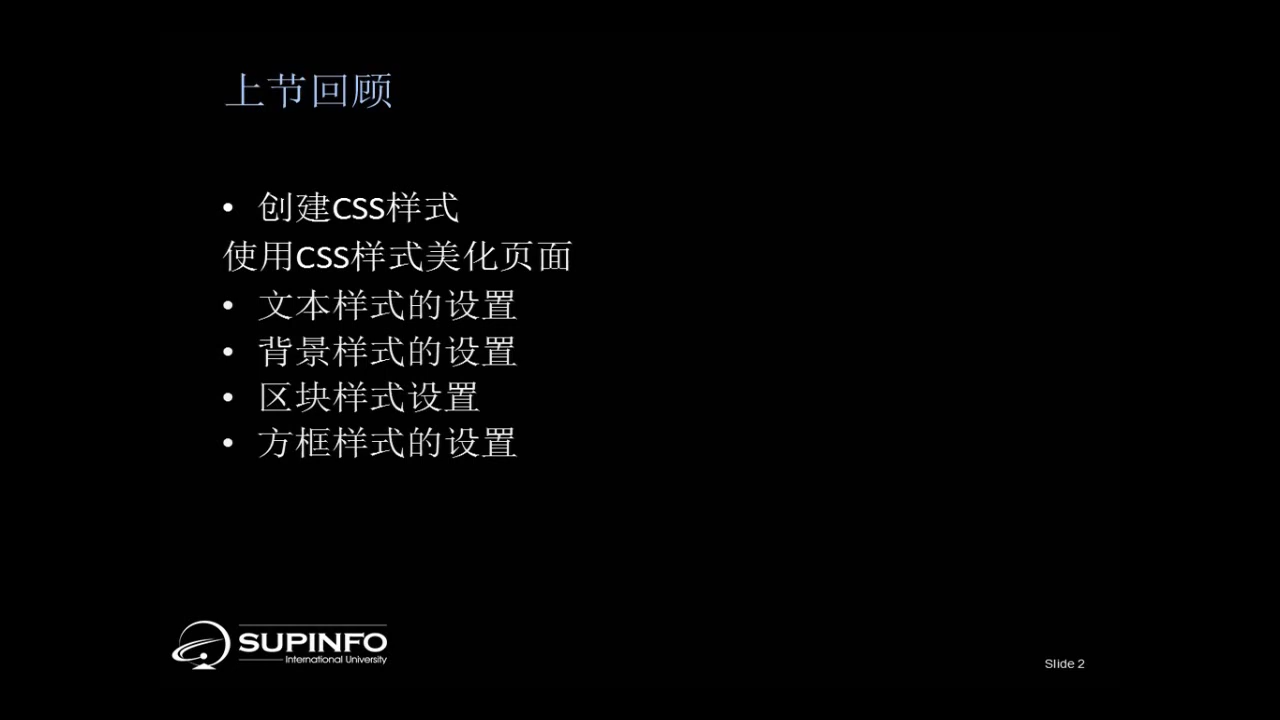 上节回顾
• 创建CSS样式
使用CSS样式美化页面
• 文本样式的设置
• 背景样式的设置
• 区块样式设置
• 方框样式的设置
SUPINFO
International University
Slide 2